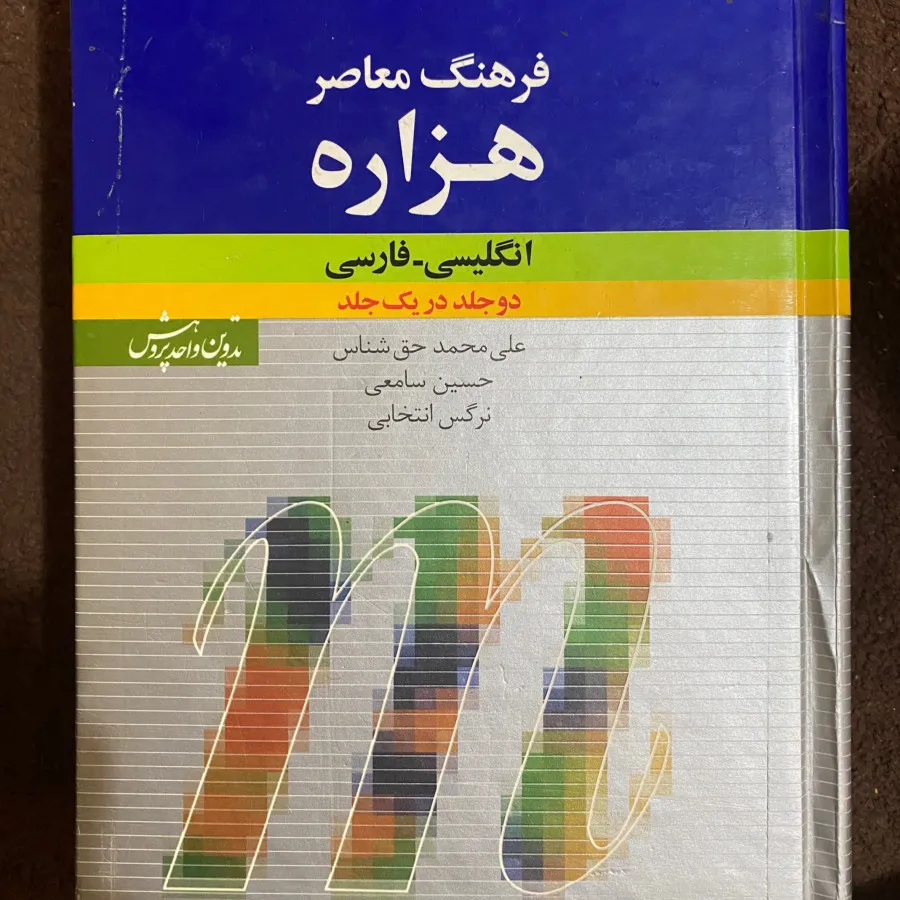 فرهنگ معاصر
هزاره
انگلیسی-فارسی
دو جلد در یک جلد
تدوین واحد پژوهش
علی محمد حق شناس
حسین سامعی
نرگس انتخابی
m